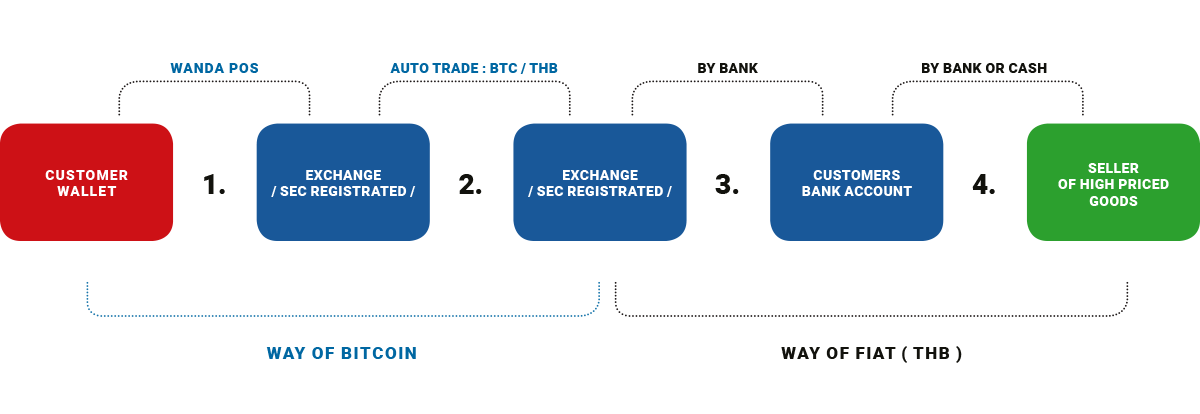 WANDA POS
AUTO TRADE : BTC / THB
BY BANK
BY BANK OR CASH
CUSTOMER
WALLET
1.
EXCHANGE
/ SEC REGISTRATED /
2.
EXCHANGE
/ SEC REGISTRATED /
3.
CUSTOMERS
BANK ACCOUNT
4.
SELLER
OF HIGH PRICED
GOODS
WAY OF BITCOIN
WAY OF FIAT ( THB )